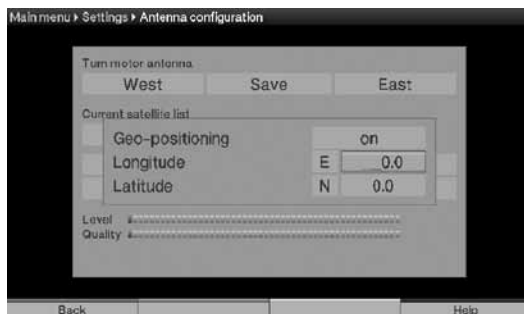 Main menu ▸ Settings ▸ Antenna configuration
Turn motor antenna
West Save East
Current satellite list
Geo-positioning on
Longitude E __0.0
Latitude N 0.0
Level
Quality
Back Help